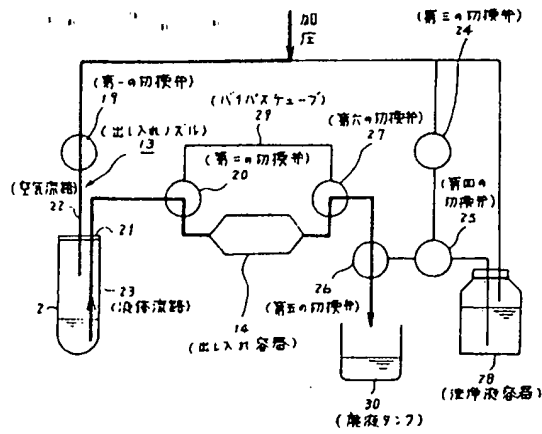 加
圧
(第三の切換弁)
24
(第一の切換弁)
19
(バイパスチューブ)
29
(第六の切換弁)
27
(出し入れノズル)
13
(第二の切換弁)
20
(空気流路)
22
(第四の切換弁)
25
21
23
(液体流路)
2
26
(第五の切換弁)
14
(出し入れ容器)
30
(廃液タンク)
28
(洗浄液容器)